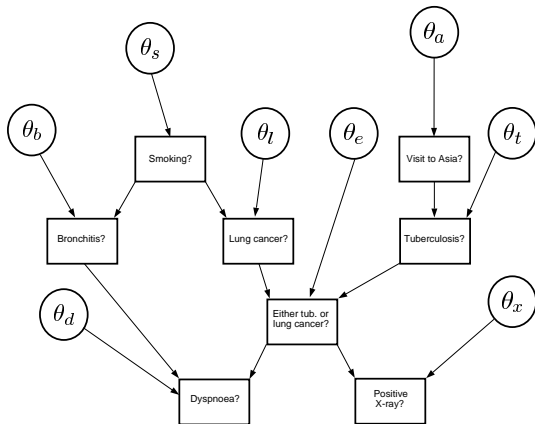 θ_a
θ_s
θ_b
θ_l
θ_e
θ_t
Smoking?
Visit to Asia?
Bronchitis?
Lung cancer?
Tuberculosis?
θ_d
Either tub. or
lung cancer?
θ_x
Dyspnoea?
Positive
X-ray?